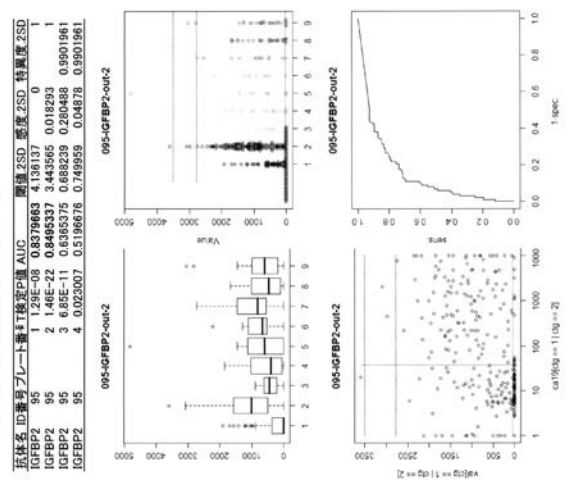 抗体名 ID番号 プレート番号 T検定P値 AUC 閾値.2SD 感度.2SD 特異度.2SD
IGFBP2 95 1 1.29E-08 0.8379663 4.136137 0 1
IGFBP2 95 2 1.46E-22 0.8495337 3.443565 0.018293 1
IGFBP2 95 3 6.85E-11 0.6365375 0.688239 0.280488 0.9901961
IGFBP2 95 4 0.023007 0.5196676 0.749959 0.04878 0.9901961
095-IGFBP2-out-2
5000
4000
3000
2000
1000
0
1 2 3 4 5 6 7 8 9
095-IGFBP2-out-2
Value
5000
4000
3000
2000
1000
0
1 2 3 4 5 6 7 8 9
095-IGFBP2-out-2
val[ctg == 1 | ctg == 2]
3500
2500
1500
500
0
1 10 100 1000
ca19[ctg == 1 | ctg == 2]
095-IGFBP2-out-2
sens
1.0
0.8
0.6
0.4
0.2
0.0
0.0 0.2 0.4 0.6 0.8 1.0
1.spec